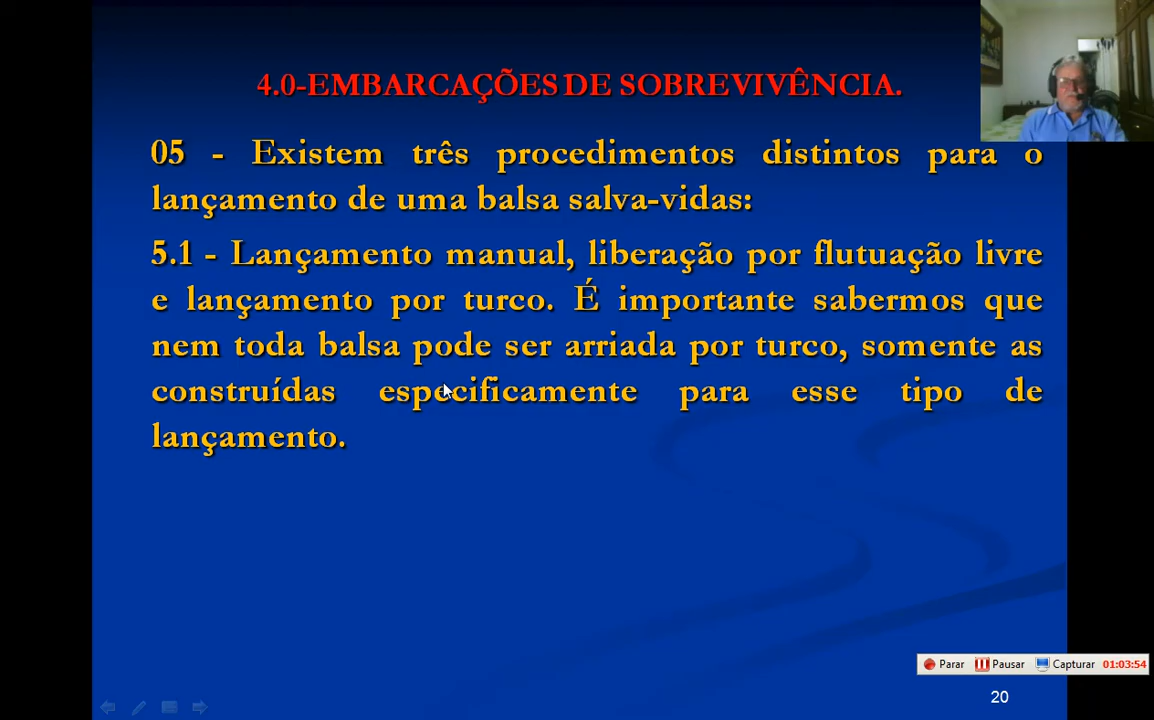 4.0-EMBARCAÇÕES DE SOBREVIVÊNCIA.
05 - Existem três procedimentos distintos para o
lançamento de uma balsa salva-vidas:
5.1 - Lançamento manual, liberação por flutuação livre
e lançamento por turco. É importante sabermos que
nem toda balsa pode ser arriada por turco, somente as
construídas especificamente para esse tipo de
lançamento.
Parar Pausar Capturar 01:03:54
20